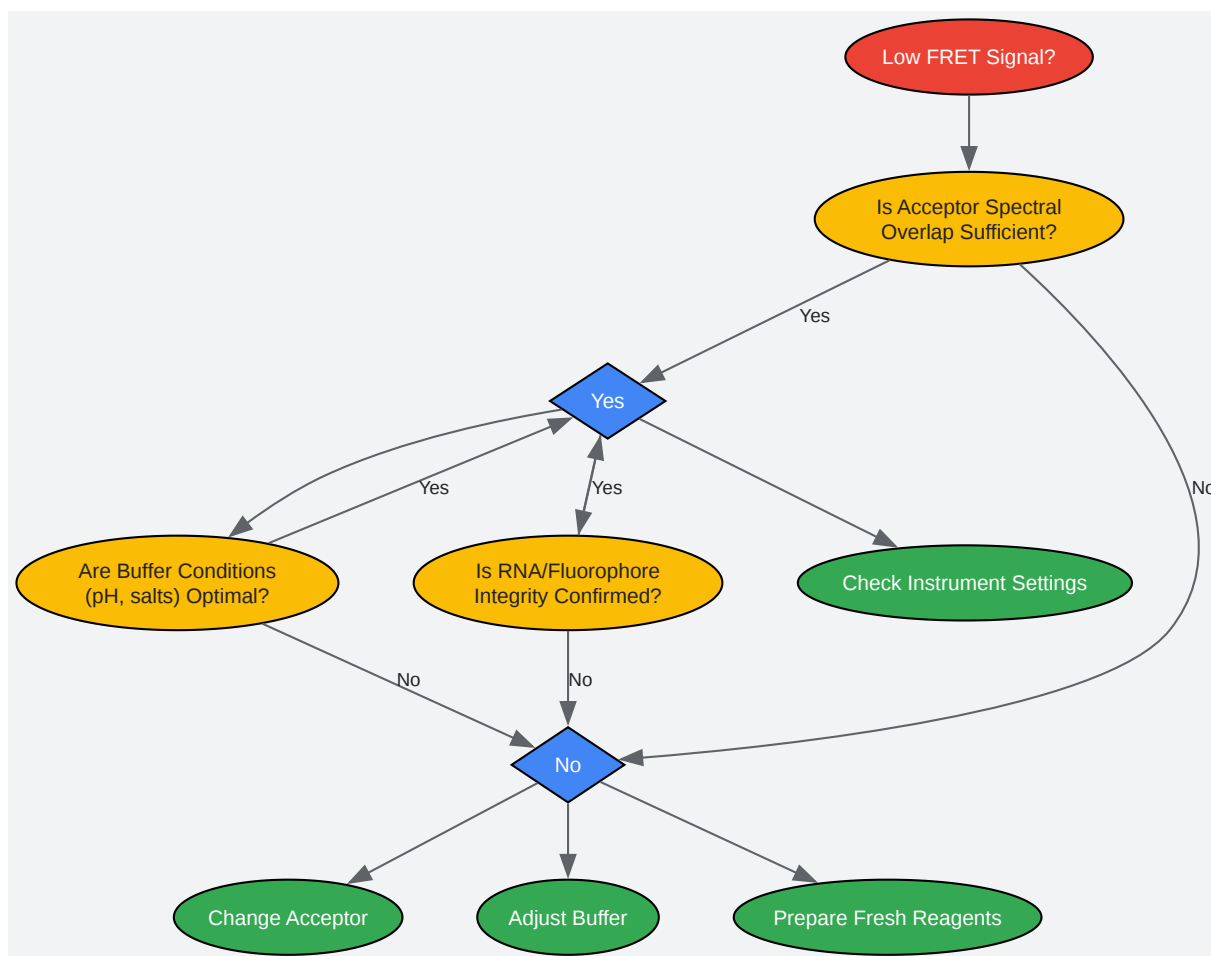 Low FRET Signal?
Is Acceptor Spectral
Overlap Sufficient?
Yes
Yes
Yes
Yes
No
Are Buffer Conditions
(pH, salts) Optimal?
Is RNA/Fluorophore
Integrity Confirmed?
Check Instrument Settings
No
No
No
Change Acceptor
Adjust Buffer
Prepare Fresh Reagents